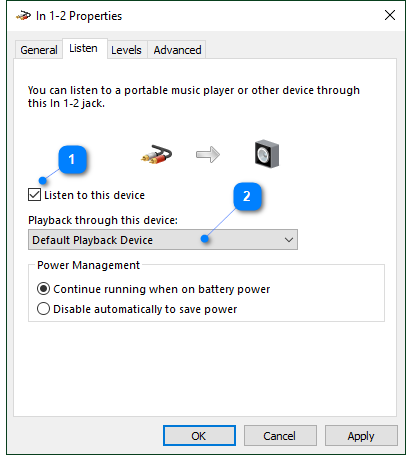 In 1-2 Properties
General
Listen
Levels
Advanced
You can listen to a portable music player or other device through
this In 1-2 jack.
1
Listen to this device
2
Playback through this device:
Default Playback Device
Power Management
Continue running when on battery power
Disable automatically to save power
OK
Cancel
Apply